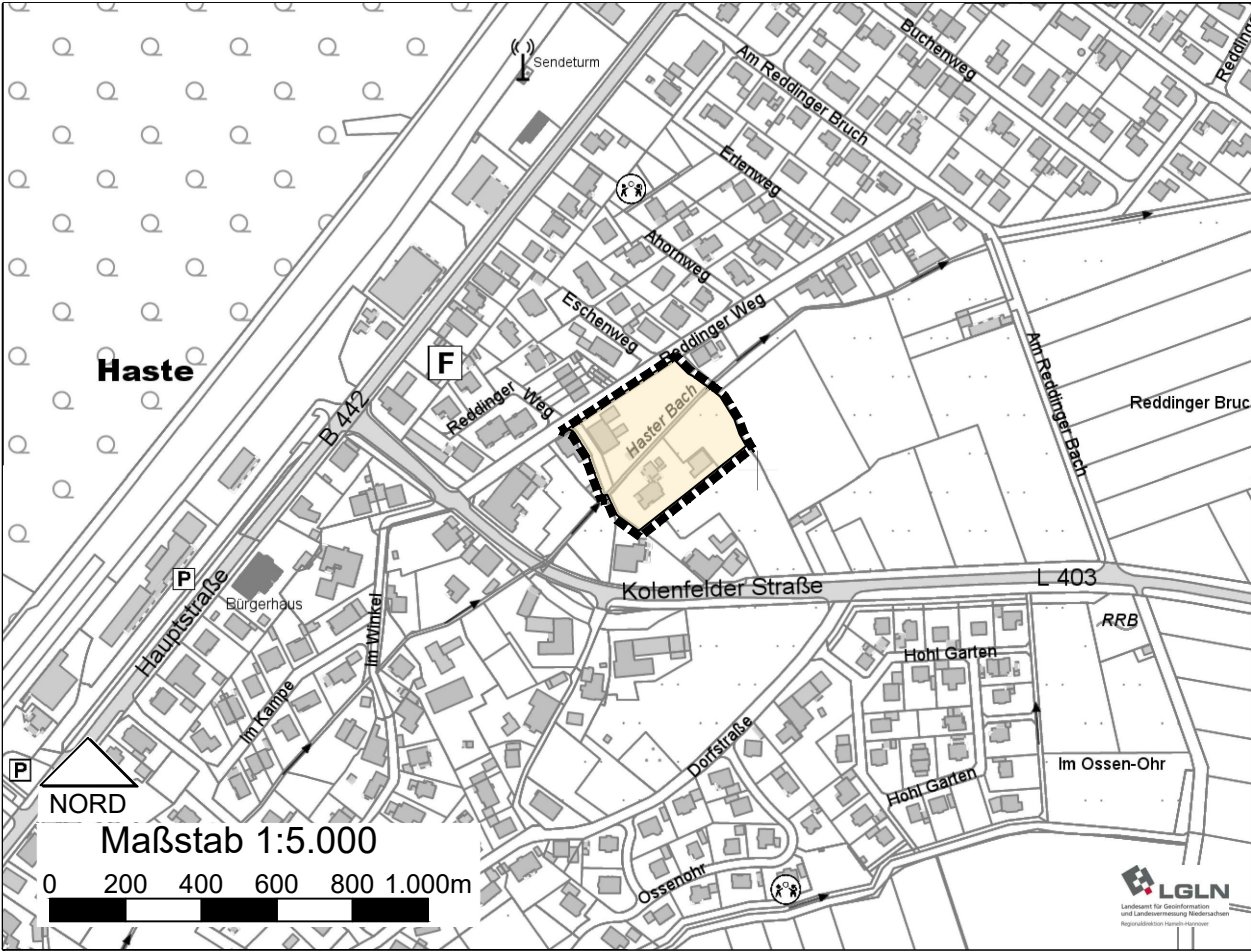 Sendeturm
Buchenweg
Am Reddinger Bruch
Erlenweg
Ahornweg
Eschenweg
Reddinger Weg
Haste
F
B 442
Reddinger
Weg
Haster Bach
Am Reddinger Bach
Reddinger Bruc
Kolenfelder Straße
L 403
P
Bürgerhaus
Hauptstraße
Im Winkel
Im Kampe
RRB
Hohl Garten
Dorfstraße
Im Ossen-Ohr
Hohl Garten
P
NORD
Maßstab 1:5.000
0 200 400 600 800 1.000m
Ossenohr
LGLN
Landesamt für Geoinformation
und Landesvermessung Niedersachsen
Regionaldirektion Hameln-Hannover